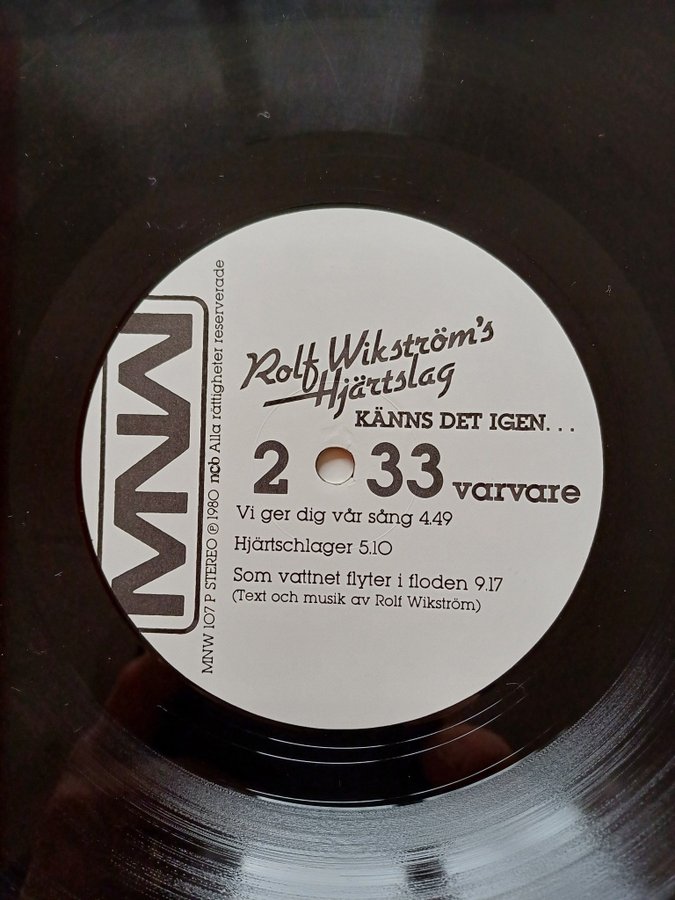 Rolf Wikström's
Hjärtslag
KÄNNS DET IGEN...
2 33 varvare
Vi ger dig vår sång 4.49
Hjärtschlager 5.10
Som vattnet flyter i floden 9.17
(Text och musik av Rolf Wikström)
MNW
MNW 107 P STEREO ℗ 1980 ncb Alla rättigheter reserverade